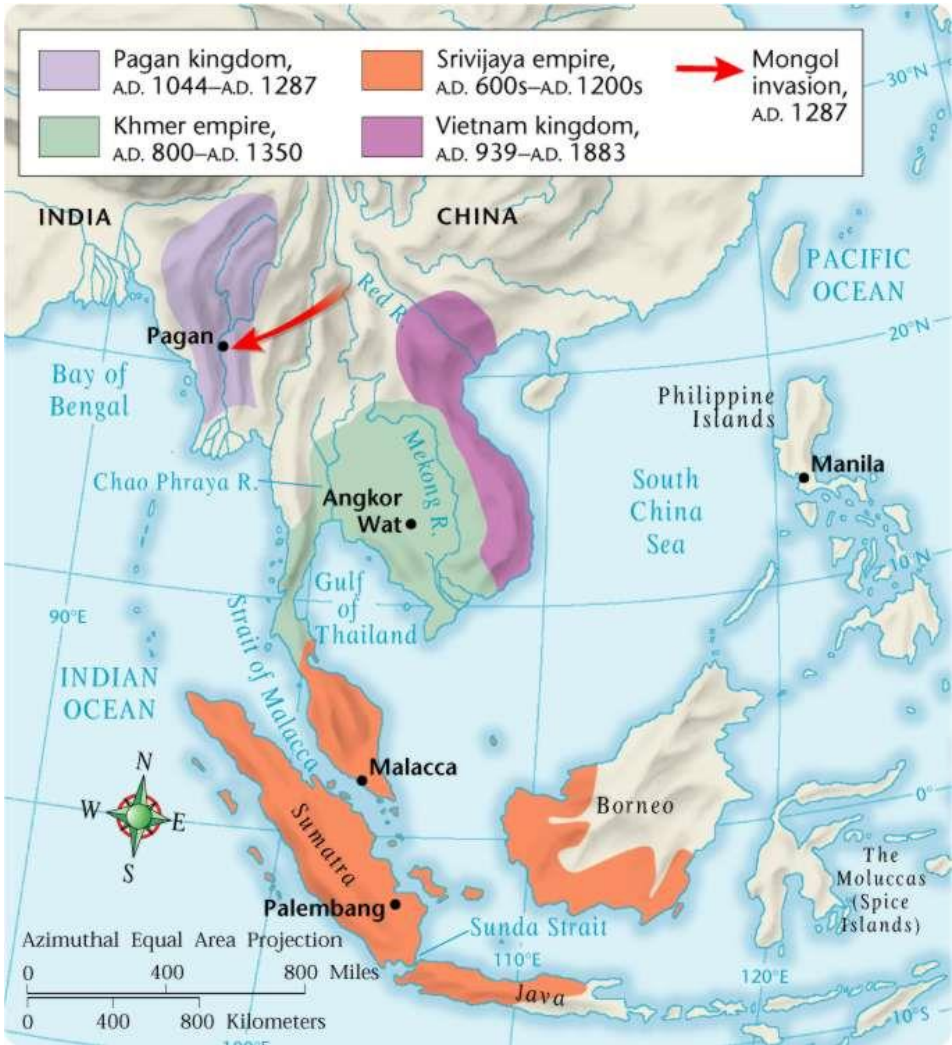 Pagan kingdom,
A.D. 1044–A.D. 1287
Khmer empire,
A.D. 800–A.D. 1350
Srivijaya empire,
A.D. 600s–A.D. 1200s
Vietnam kingdom,
A.D. 939–A.D. 1883
Mongol
invasion,
A.D. 1287
30°N
INDIA
CHINA
PACIFIC
OCEAN
Red R.
20°N
Pagan
Bay of
Bengal
Philippine
Islands
Manila
Chao Phraya R.
Mekong R.
Angkor
Wat
South
China
Sea
10°N
Gulf
of
Thailand
90°E
Strait of Malacca
INDIAN
OCEAN
Malacca
N
W
E
S
Sumatra
Borneo
0°
The
Moluccas
(Spice
Islands)
Palembang
Sunda Strait
110°E
120°E
Java
Azimuthal Equal Area Projection
0 400 800 Miles
0 400 800 Kilometers
100°E
10°S